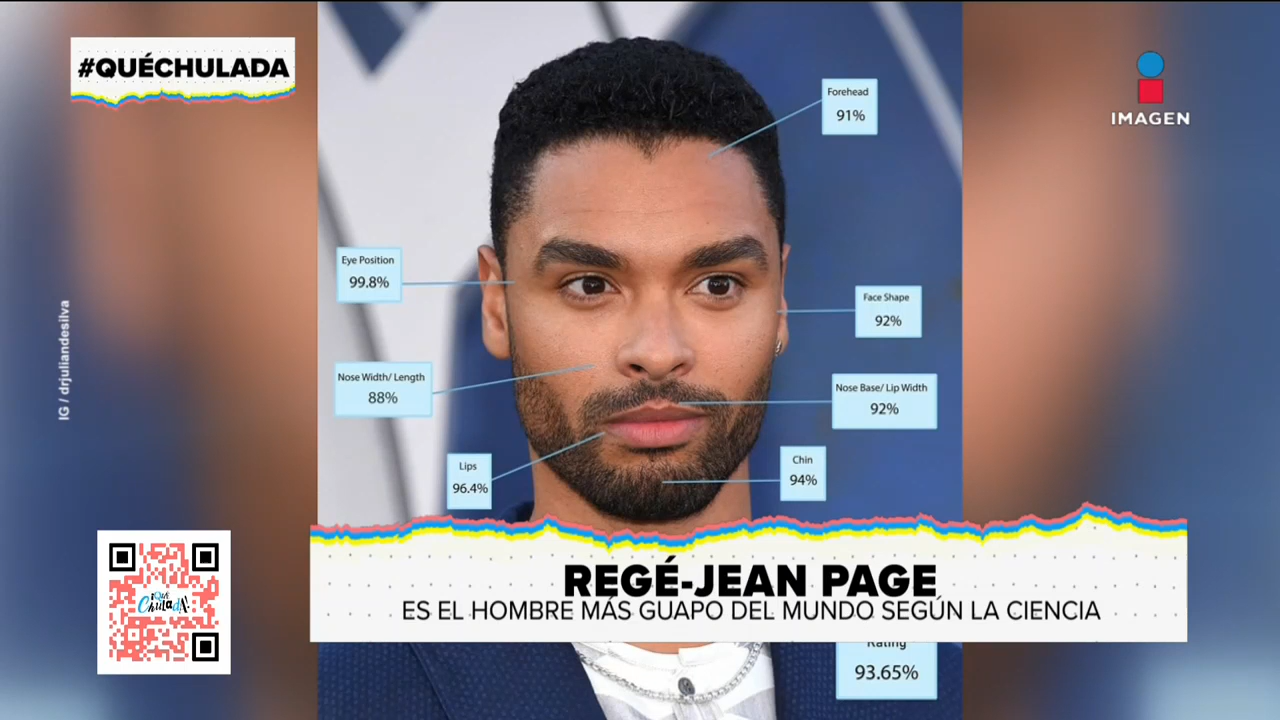 #QUÉCHULADA
IMAGEN
Forehead
91%
Eye Position
99.8%
Face Shape
92%
Nose Width/ Length
88%
Nose Base/ Lip Width
92%
Lips
96.4%
Chin
94%
IG / drjuliandesilva
¡Qué
Chulada!
REGÉ-JEAN PAGE
ES EL HOMBRE MÁS GUAPO DEL MUNDO SEGÚN LA CIENCIA
Rating
93.65%